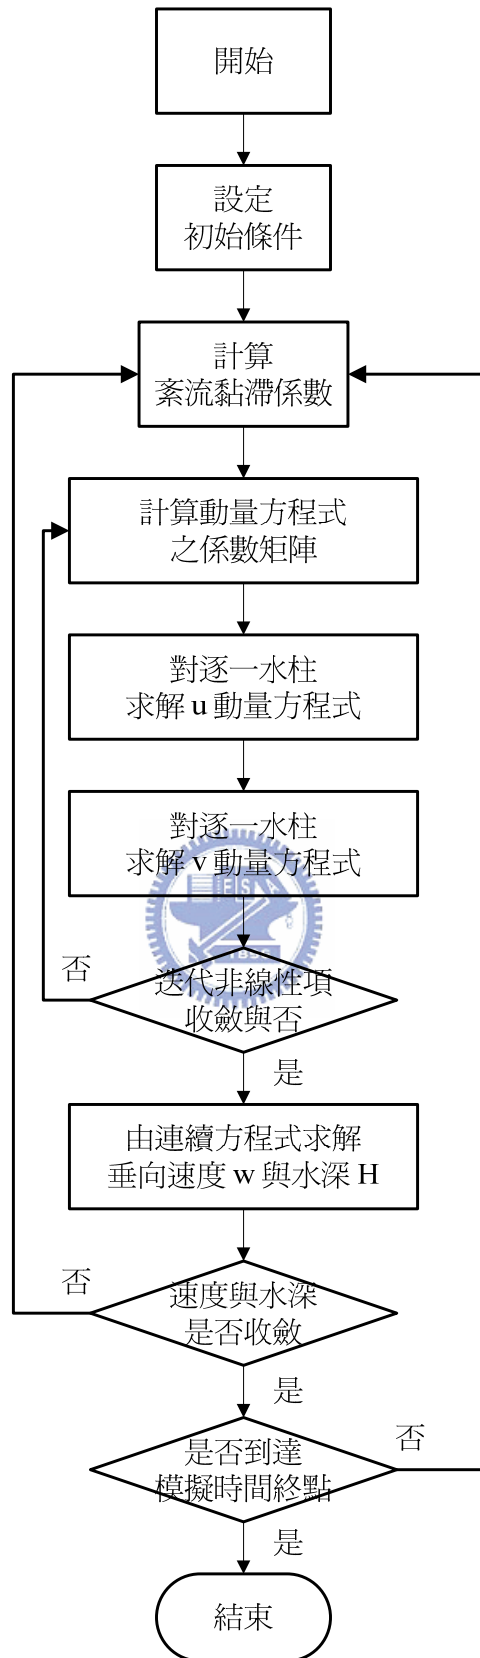 開始
設定
初始條件
計算
紊流黏滯係數
計算動量方程式
之係數矩陣
對逐一水柱
求解 u 動量方程式
對逐一水柱
求解 v 動量方程式
否
迭代非線性項
收斂與否
是
由連續方程式求解
垂向速度 w 與水深 H
否
速度與水深
是否收斂
是
否
是否到達
模擬時間終點
是
結束